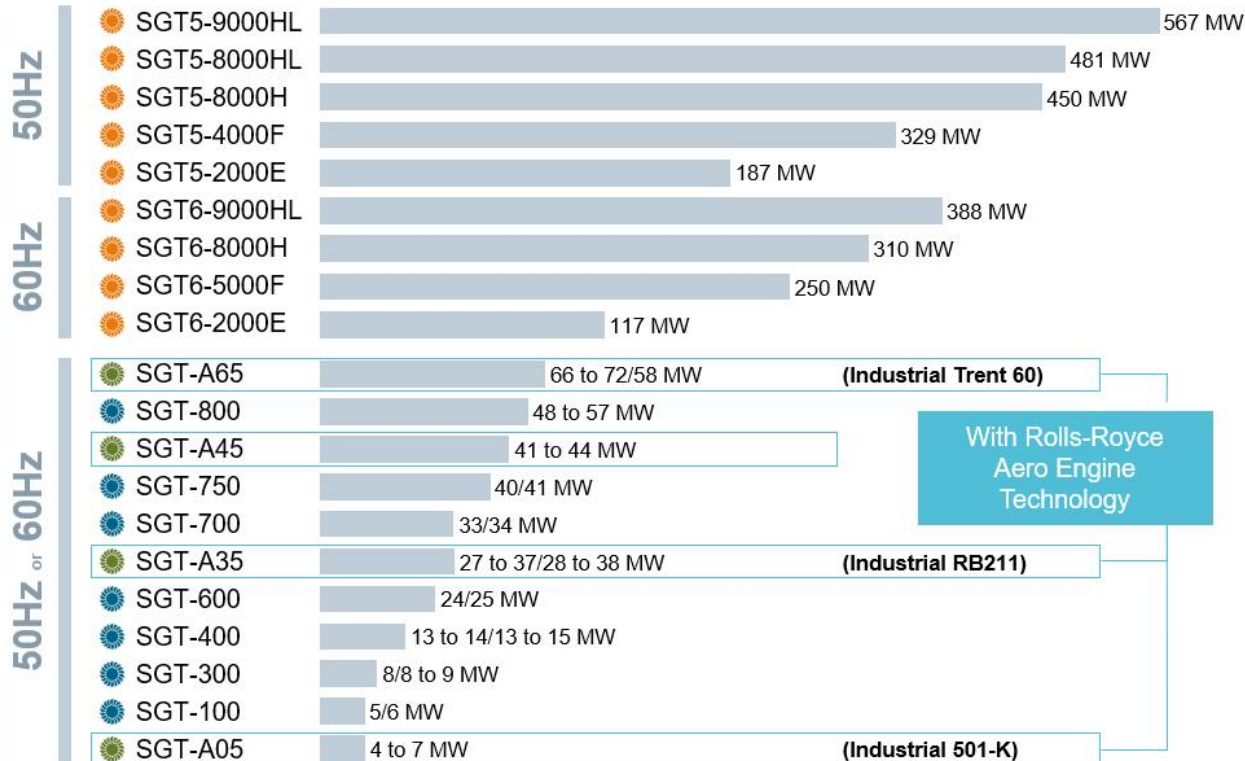 50Hz
SGT5-9000HL 567 MW
SGT5-8000HL 481 MW
SGT5-8000H 450 MW
SGT5-4000F 329 MW
SGT5-2000E 187 MW
60Hz
SGT6-9000HL 388 MW
SGT6-8000H 310 MW
SGT6-5000F 250 MW
SGT6-2000E 117 MW
50Hz or 60Hz
SGT-A65 66 to 72/58 MW (Industrial Trent 60)
SGT-800 48 to 57 MW
SGT-A45 41 to 44 MW
SGT-750 40/41 MW
SGT-700 33/34 MW
SGT-A35 27 to 37/28 to 38 MW (Industrial RB211)
SGT-600 24/25 MW
SGT-400 13 to 14/13 to 15 MW
SGT-300 8/8 to 9 MW
SGT-100 5/6 MW
SGT-A05 4 to 7 MW (Industrial 501-K)
With Rolls-Royce
Aero Engine
Technology